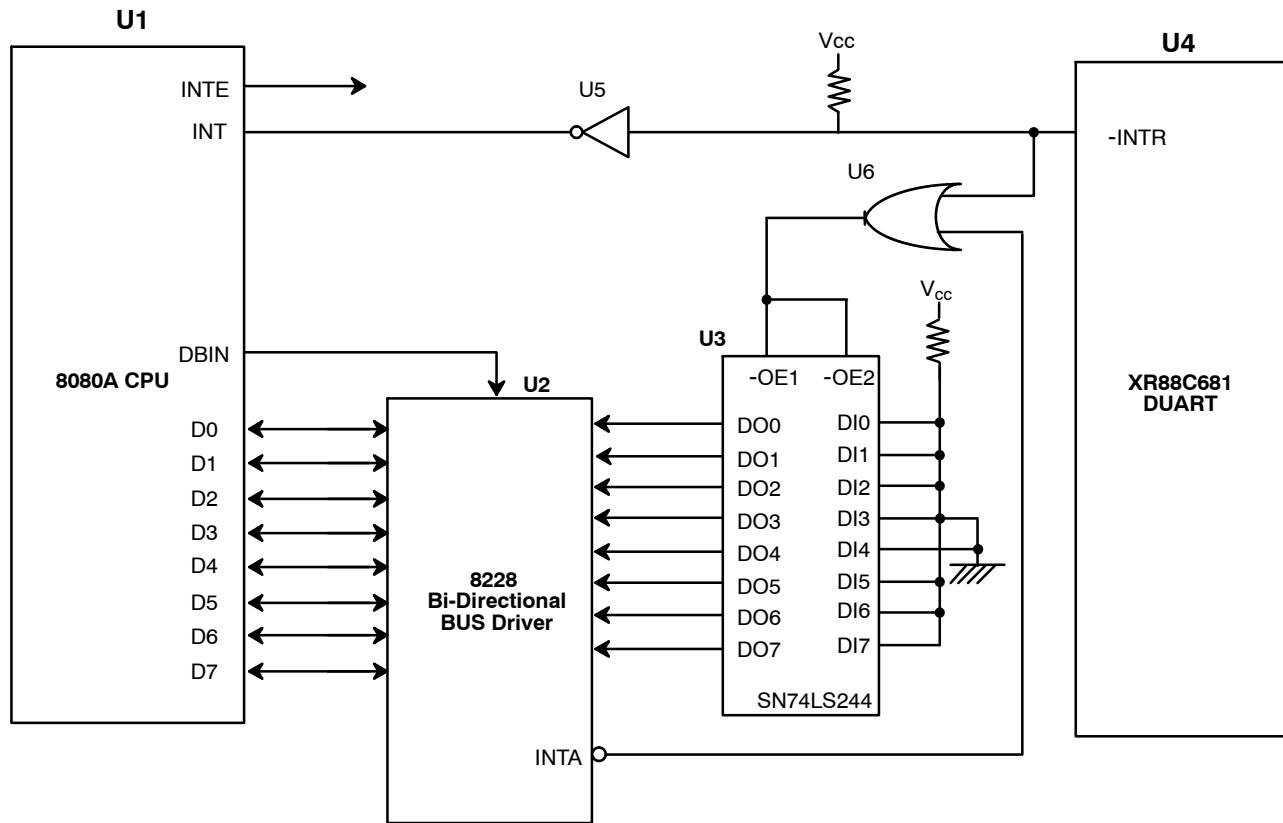 U1
8080A CPU
INTE
INT
DBIN
D0
D1
D2
D3
D4
D5
D6
D7
U5
Vcc
U6
U4
-INTR
XR88C681
DUART
U2
8228
Bi-Directional
BUS Driver
INTA
U3
-OE1
-OE2
DO0
DO1
DO2
DO3
DO4
DO5
DO6
DO7
DI0
DI1
DI2
DI3
DI4
DI5
DI6
DI7
SN74LS244
Vcc